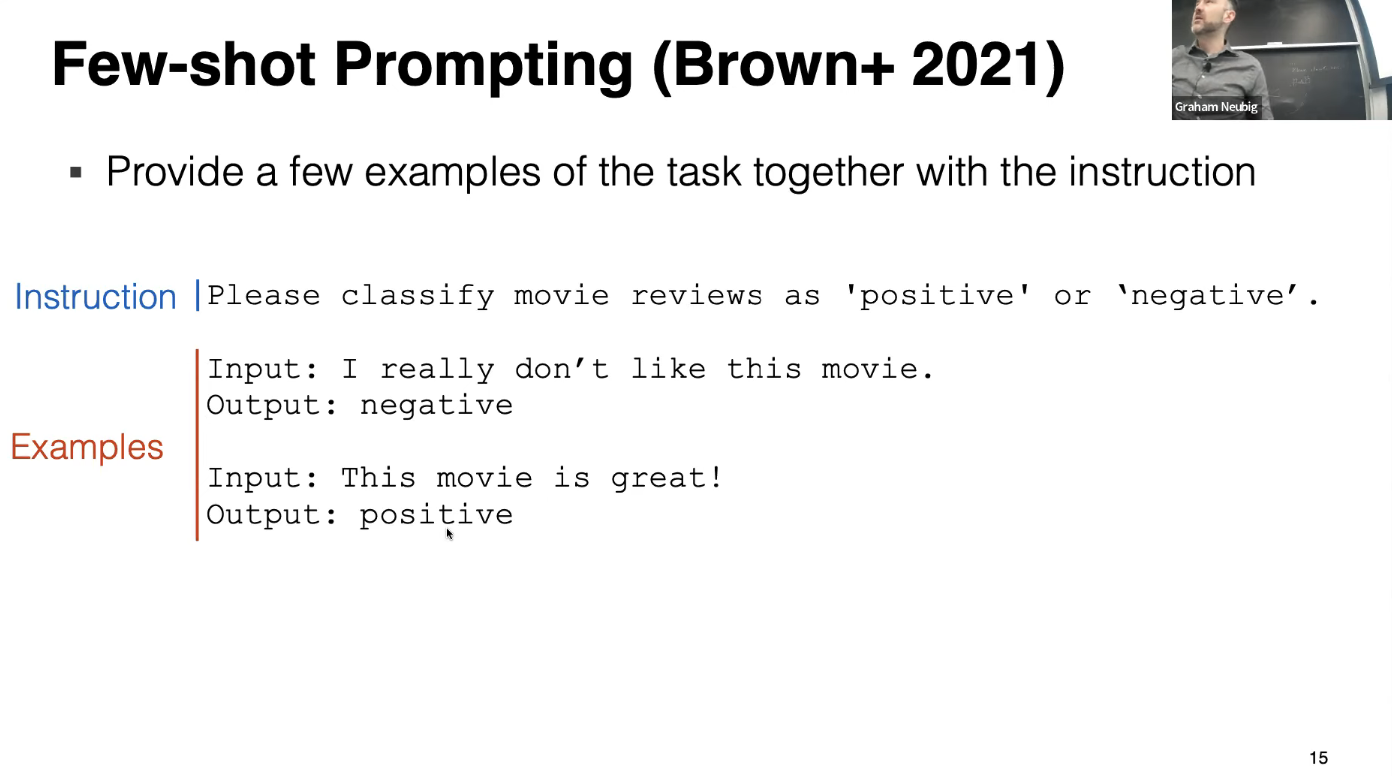 Few-shot Prompting (Brown+ 2021)
Graham Neubig
▪ Provide a few examples of the task together with the instruction
Instruction
Please classify movie reviews as 'positive' or ‘negative’.
Examples
Input: I really don’t like this movie.
Output: negative
Input: This movie is great!
Output: positive
15